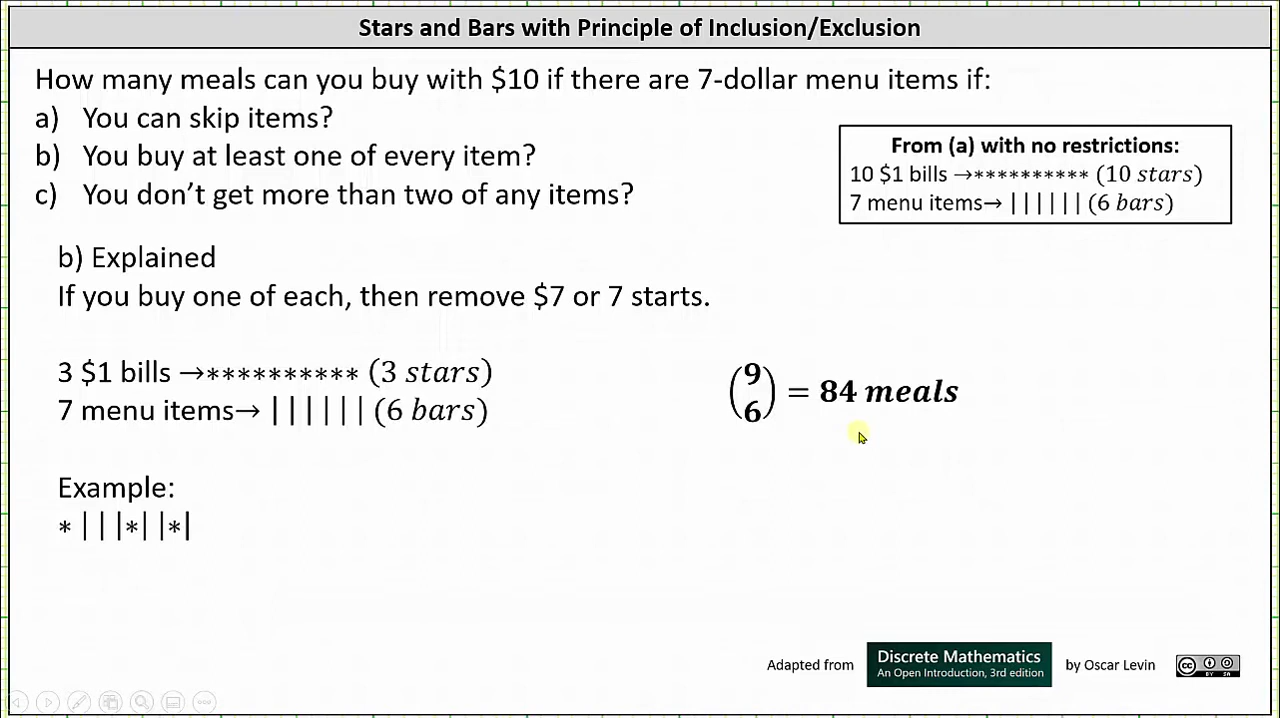 Stars and Bars with Principle of Inclusion/Exclusion
How many meals can you buy with $10 if there are 7-dollar menu items if:
a) You can skip items?
b) You buy at least one of every item?
c) You don’t get more than two of any items?
From (a) with no restrictions:
10 $1 bills →********** (10 stars)
7 menu items→ | | | | | | (6 bars)
b) Explained
If you buy one of each, then remove $7 or 7 starts.
3 $1 bills →********** (3 stars)
7 menu items→ | | | | | | (6 bars)
(9 6) = 84 meals
Example:
* | | |*| |*|
Adapted from
Discrete Mathematics
An Open Introduction, 3rd edition
by Oscar Levin
CC BY SA